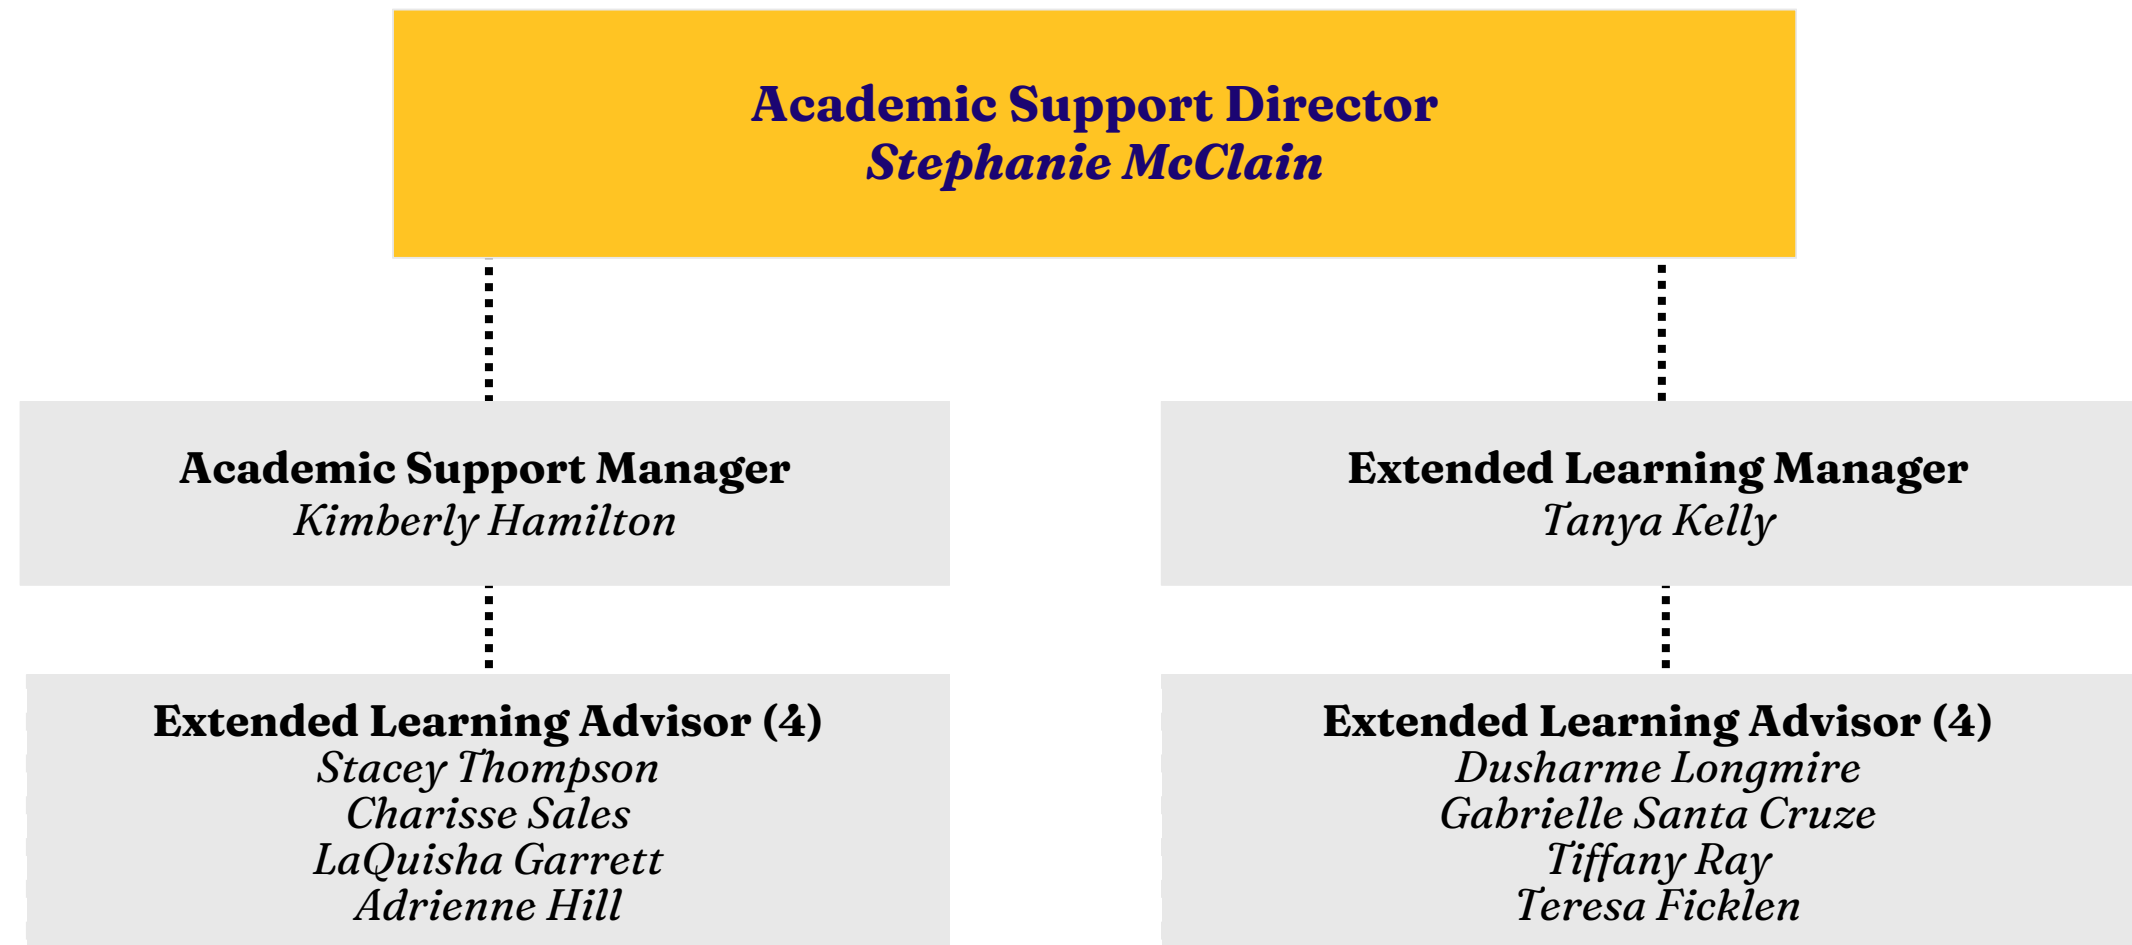 Academic Support Director
Stephanie McClain
Academic Support Manager
Kimberly Hamilton
Extended Learning Manager
Tanya Kelly
Extended Learning Advisor (4)
Stacey Thompson
Charisse Sales
LaQuisha Garrett
Adrienne Hill
Extended Learning Advisor (4)
Dusharme Longmire
Gabrielle Santa Cruze
Tiffany Ray
Teresa Ficklen